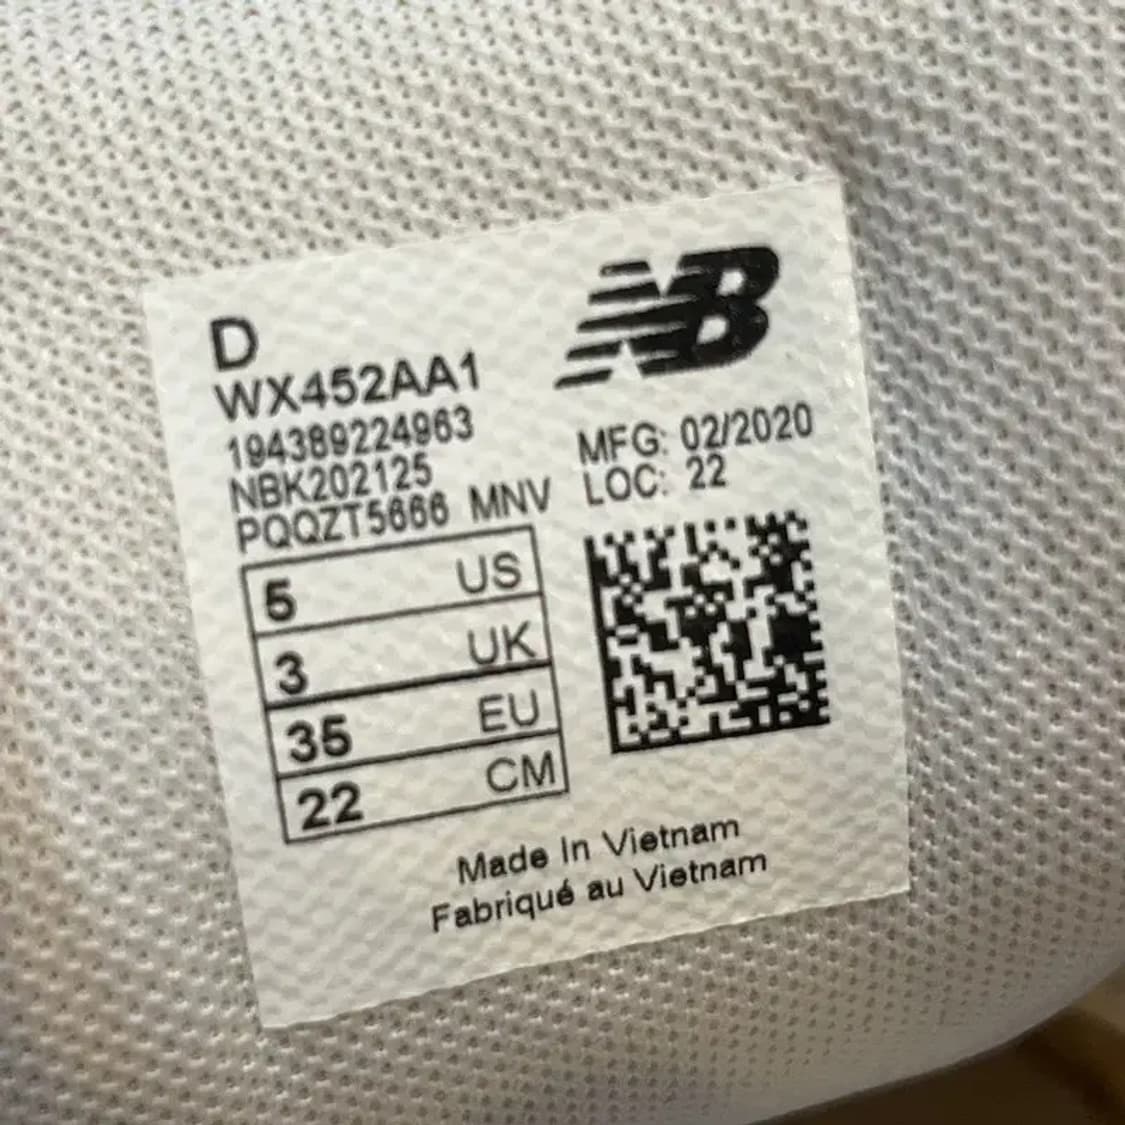 D
WX452AA1
194389224963
NBK202125
PQQZT5666 MNV
NB
MFG: 02/2020
LOC: 22
5 US
3 UK
35 EU
22 CM
Made In Vietnam
Fabriqué au Vietnam